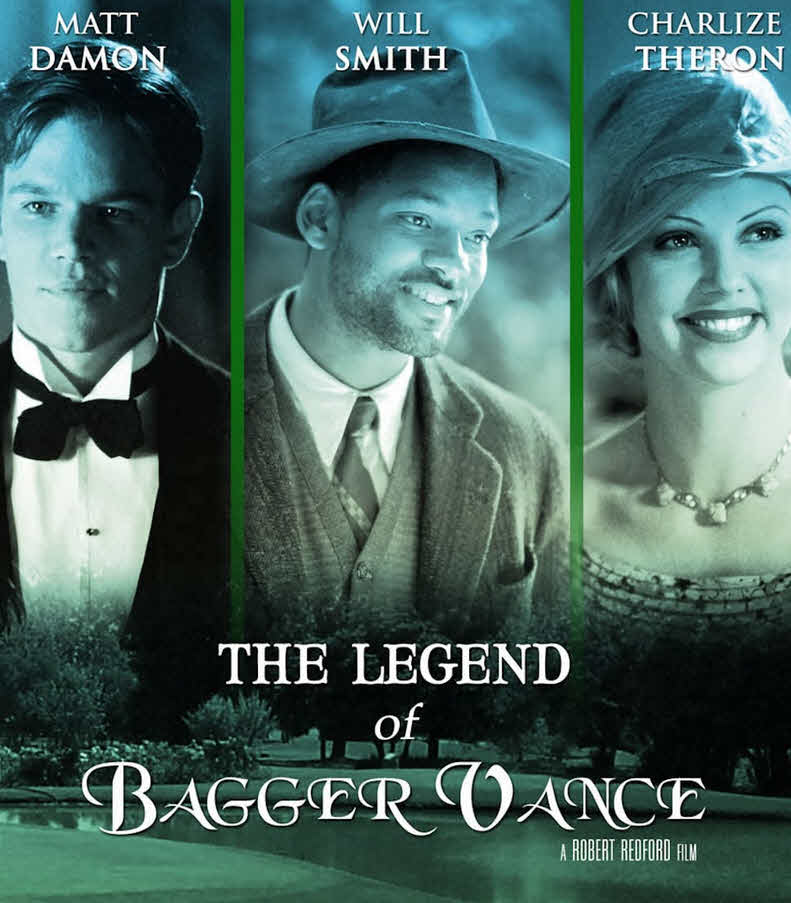 MATT
DAMON
WILL
SMITH
CHARLIZE
THERON
THE LEGEND
of
BAGGER VANCE
A ROBERT REDFORD FILM